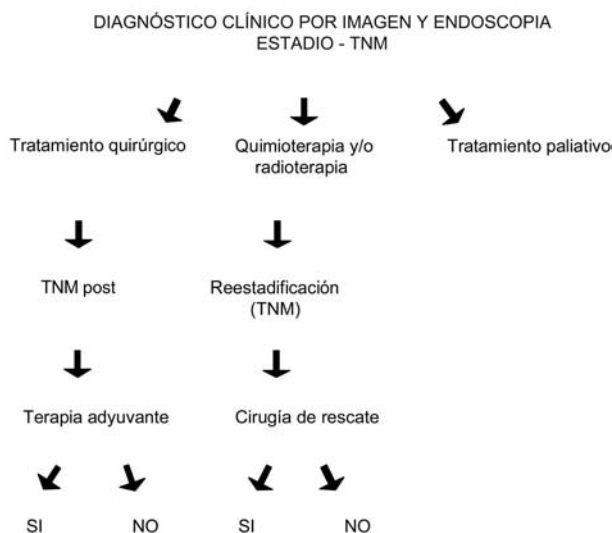 DIAGNÓSTICO CLÍNICO POR IMAGEN Y ENDOSCOPIA
ESTADIO - TNM
Tratamiento quirúrgico
Quimioterapia y/o
radioterapia
Tratamiento paliativo
TNM post
Reestadificación
(TNM)
Terapia adyuvante
Cirugía de rescate
SI
NO
SI
NO